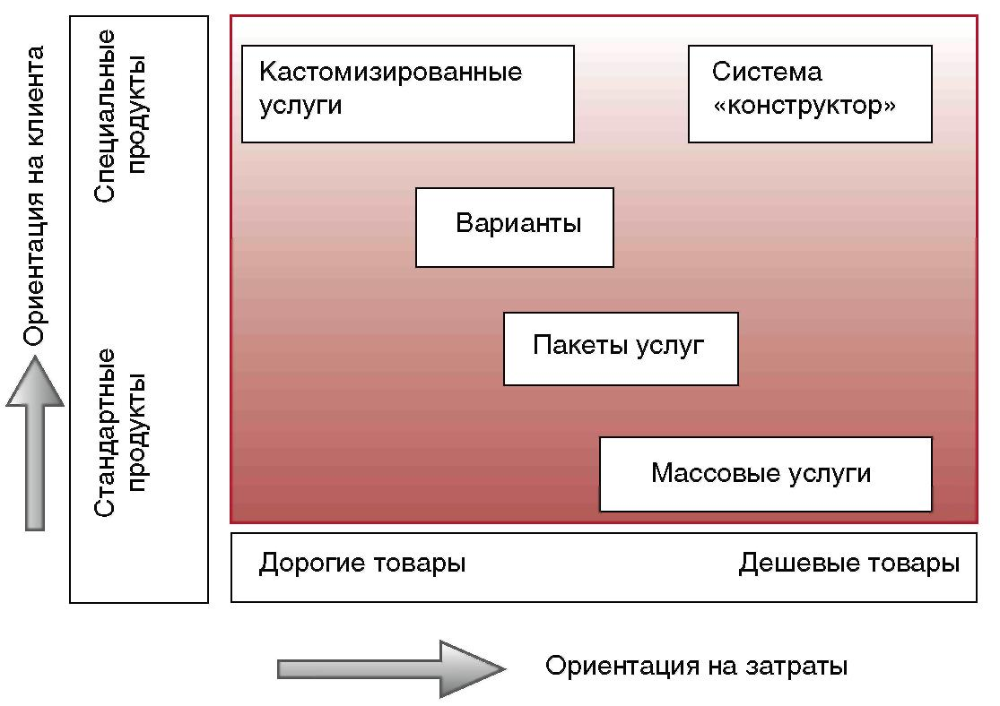 Ориентация на клиента
Специальные
продукты
Стандартные
продукты
Кастомизированные
услуги
Система
«конструктор»
Варианты
Пакеты услуг
Массовые услуги
Дорогие товары
Дешевые товары
Ориентация на затраты